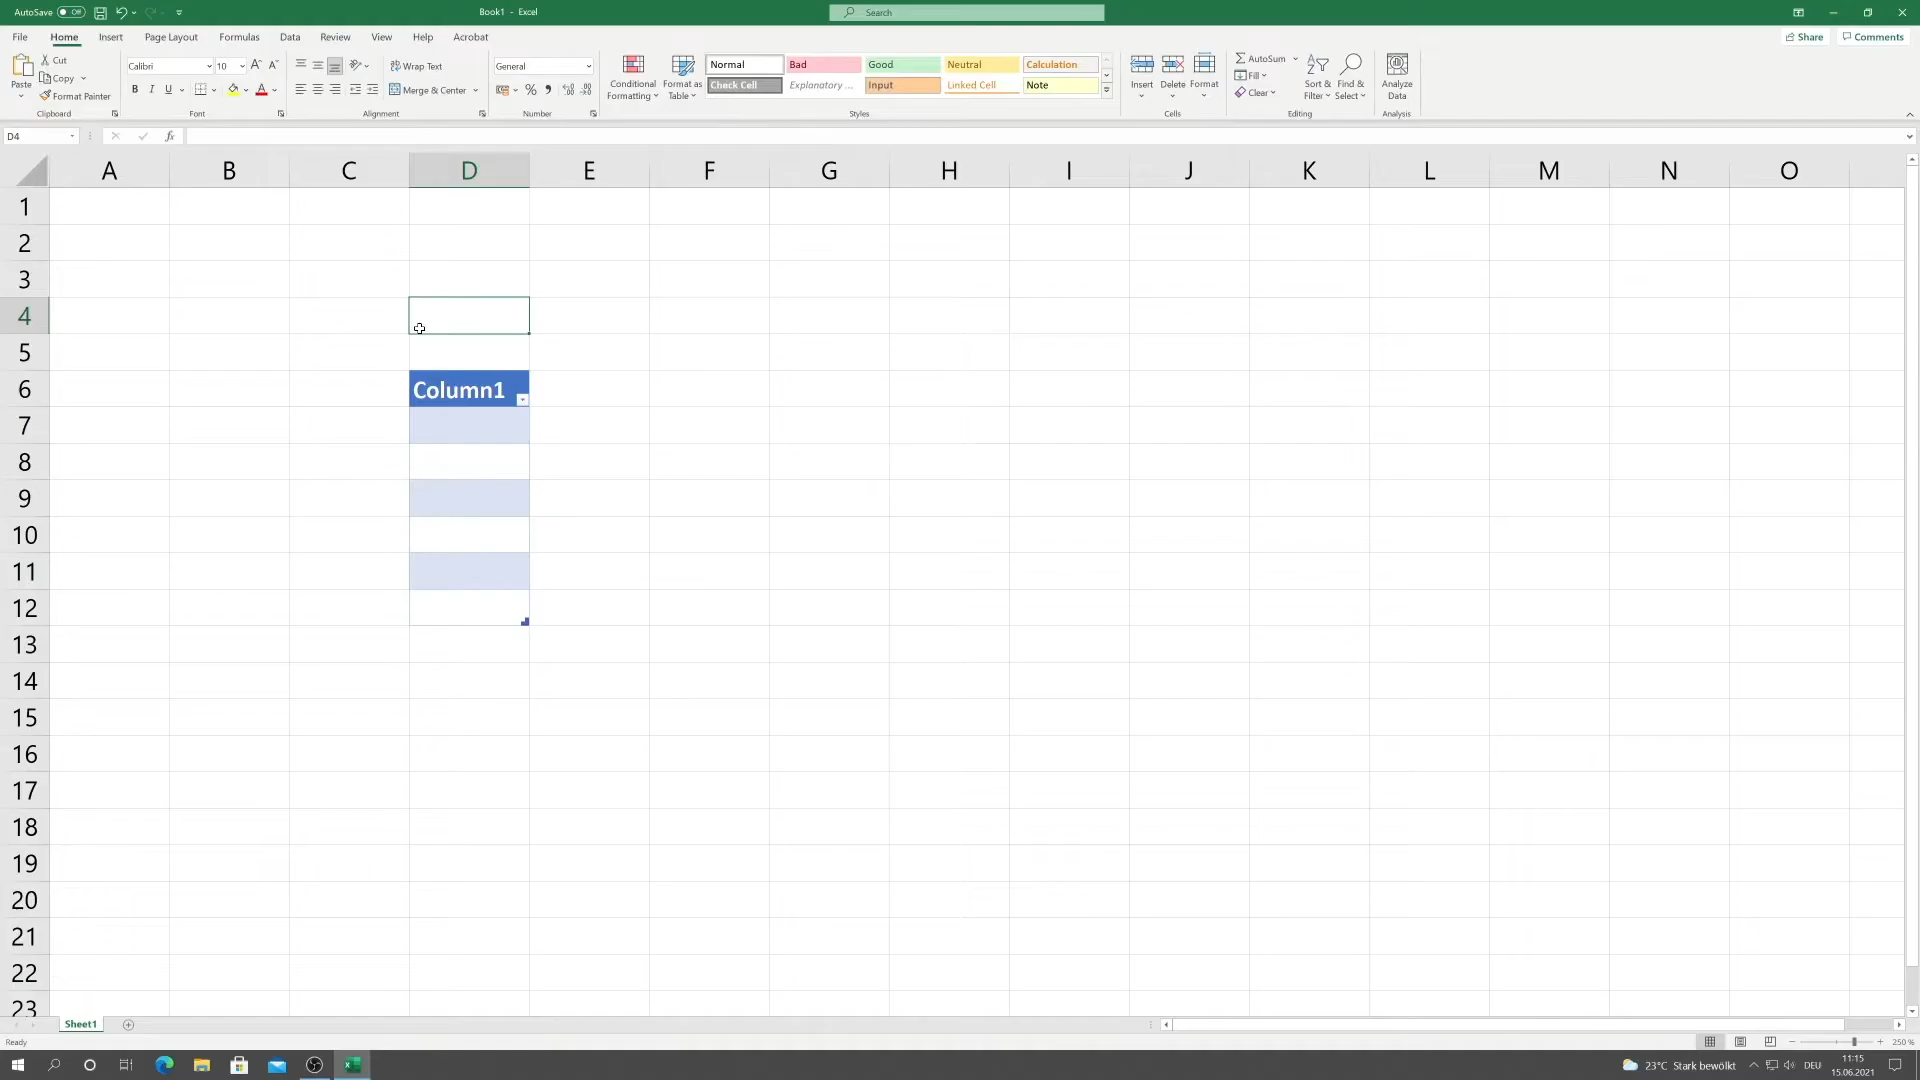 AutoSave Off Book1 - Excel Search
File Home Insert Page Layout Formulas Data Review View Help Acrobat Share Comments
Paste Cut Copy Format Painter Clipboard
Calibri 10 A A B I U A Font
Wrap Text Merge & Center Alignment
General % Number
Conditional Formatting Format as Table
Normal Bad Good Neutral Calculation
Check Cell Explanatory ... Input Linked Cell Note
Styles
Insert Delete Format Cells
AutoSum Fill Clear Sort & Filter Find & Select Editing
Analyze Data Analysis
D4 fx
A B C D E F G H I J K L M N O
1
2
3
4
5
6 Column1
7
8
9
10
11
12
13
14
15
16
17
18
19
20
21
22
23
Sheet1
Ready 250 %
23°C Stark bewölkt DEU 11:15
15.06.2021